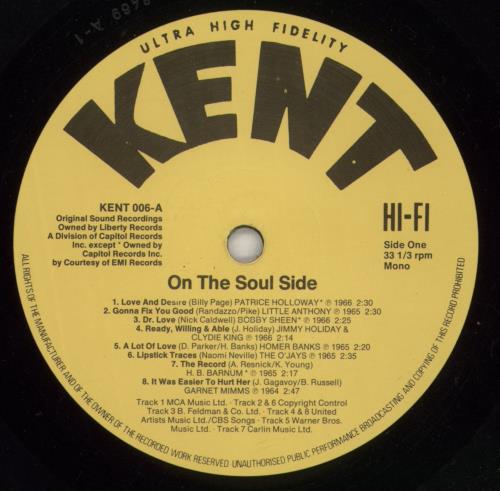 ULTRA HIGH FIDELITY
KENT
KENT 006-A
Original Sound Recordings
Owned by Liberty Records
A Division of Capitol Records
Inc. except * Owned by
Capitol Records Inc.
by Courtesy of EMI Records
HI-FI
Side One
33 1/3 rpm
Mono
On The Soul Side
1. Love And Desire (Billy Page) PATRICE HOLLOWAY* ℗ 1966 2:30
2. Gonna Fix You Good (Randazzo/Pike) LITTLE ANTHONY ℗ 1965 2:30
3. Dr. Love (Nick Caldwell) BOBBY SHEEN* ℗ 1966 2:25
4. Ready, Willing & Able (J. Holiday) JIMMY HOLIDAY &
CLYDIE KING ℗ 1966 2:14
5. A Lot Of Love (D. Parker/H. Banks) HOMER BANKS ℗ 1965 2:35
6. Lipstick Traces (Naomi Neville) THE O'JAYS ℗ 1965 2:35
7. The Record (A. Resnick/K. Young)
H. B. BARNUM* ℗ 1965 2:17
8. It Was Easier To Hurt Her (J. Gagavoy/B. Russell)
GARNET MIMMS ℗ 1964 2:34
Track 1 MCA Music Ltd. · Track 2 & 6 Copyright Control
Track 3 B. Feldman & Co. Ltd. · Track 4 & 8 United
Artists Music Ltd./CBS Songs · Track 5 Warner Bros.
Music Ltd. · Track 7 Carlin Music Ltd.
ALL RIGHTS OF THE MANUFACTURER AND OF THE OWNER OF THE RECORDED WORK RESERVED. UNAUTHORISED PUBLIC PERFORMANCE BROADCASTING AND COPYING OF THIS RECORD PROHIBITED